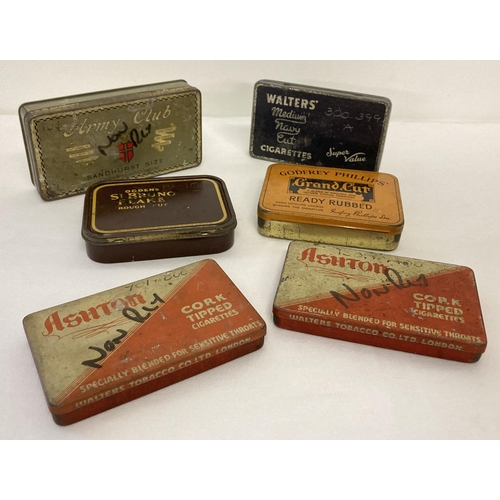 Army Club
SANDHURST SIZE
WALTERS'
Medium
Navy
Cut
CIGARETTES
Super
Value
OGDEN'S
ST BRUNO
FLAKE
ROUGH CUT
GODFREY PHILLIPS'
Grand Cut
READY RUBBED
ASHTON
CORK
TIPPED
CIGARETTES
SPECIALLY BLENDED FOR SENSITIVE THROATS
WALTERS TOBACCO CO. LTD. LONDON.
ASHTON
CORK
TIPPED
CIGARETTES
SPECIALLY BLENDED FOR SENSITIVE THROATS
WALTERS TOBACCO CO. LTD. LONDON.